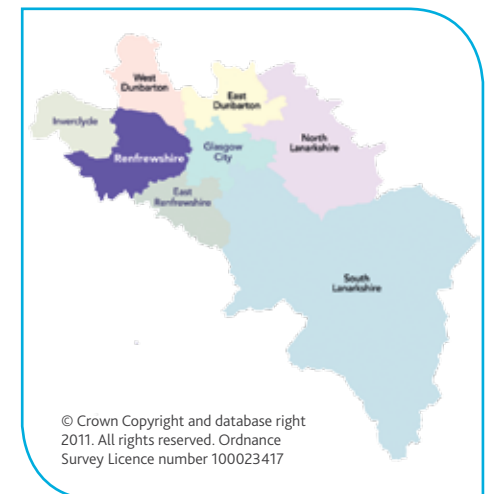 West
Dunbarton
East
Dunbarton
Inverclyde
North
Lanarkshire
Renfrewshire
Glasgow
City
East
Renfrewshire
South
Lanarkshire
© Crown Copyright and database right
2011. All rights reserved. Ordnance
Survey Licence number 100023417